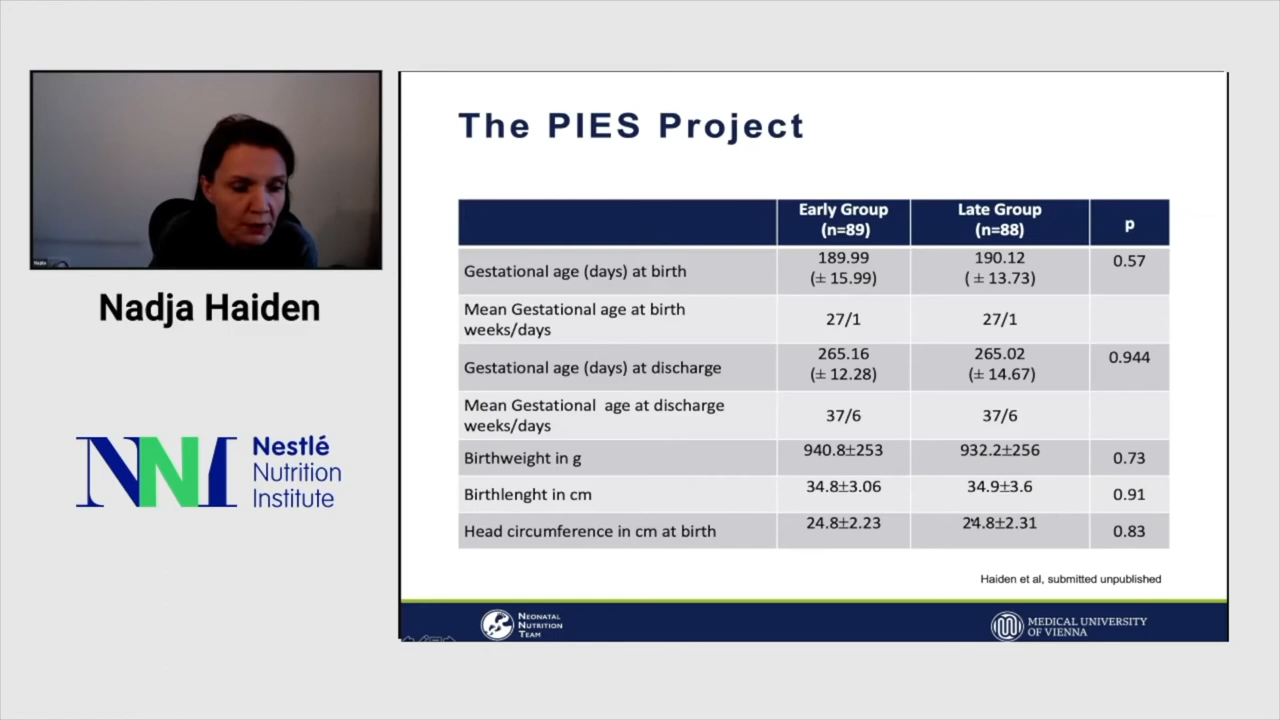 Nadja Haiden
NNI
Nestlé
Nutrition
Institute
The PIES Project
Early Group
(n=89)
Late Group
(n=88)
p
Gestational age (days) at birth
189.99
(± 15.99)
190.12
( ± 13.73)
0.57
Mean Gestational age at birth
weeks/days
27/1
27/1
Gestational age (days) at discharge
265.16
(± 12.28)
265.02
(± 14.67)
0.944
Mean Gestational  age at discharge
weeks/days
37/6
37/6
Birthweight in g
940.8±253
932.2±256
0.73
Birthlenght in cm
34.8±3.06
34.9±3.6
0.91
Head circumference in cm at birth
24.8±2.23
24.8±2.31
0.83
Haiden et al, submitted unpublished
NEONATAL
NUTRITION
TEAM
MEDICAL UNIVERSITY
OF VIENNA